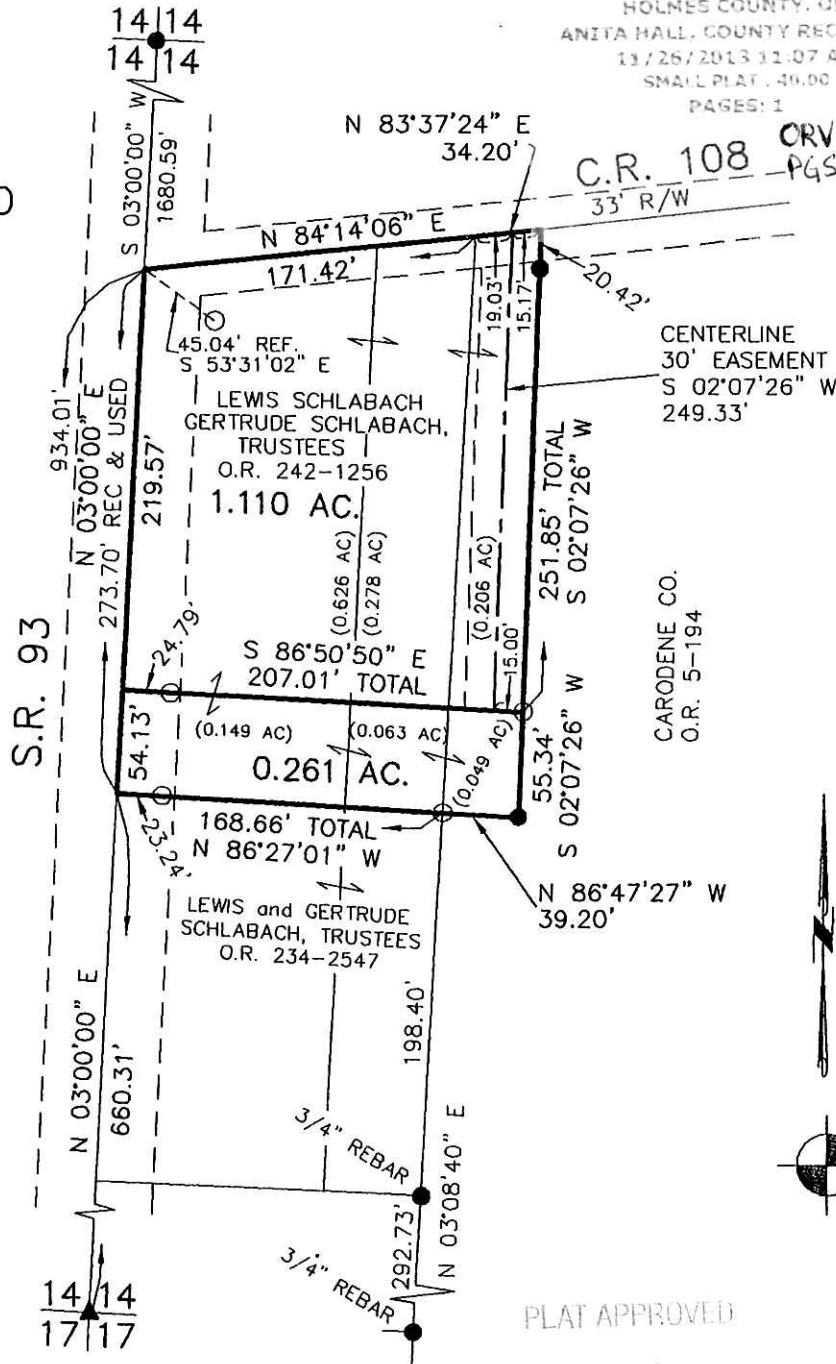 HOLMES COUNTY,
ANITA HALL, COUNTY
11/26/2013 11:07
SMALL PLAT . 40.00
PAGES: 1
14 14
14 14
S 03°00'00" W
1680.59'
N 83°37'24" E
34.20'
C.R. 108
33' R/W
ORV
PGS
N 84°14'06" E
171.42'
20.42'
19.03'
15.17'
45.04' REF.
S 53°31'02" E
CENTERLINE
30' EASEMENT
S 02°07'26" W
249.33'
LEWIS SCHLABACH
GERTRUDE SCHLABACH,
TRUSTEES
O.R. 242-1256
1.110 AC.
934.01'
N 03°00'00" E
273.70' REC & USED
219.57'
(0.626 AC)
(0.278 AC)
(0.206 AC)
251.85' TOTAL
S 02°07'26" W
CARODENE CO.
O.R. 5-194
S.R. 93
24.79'
S 86°50'50" E
207.01' TOTAL
15.00'
54.13'
(0.149 AC)
(0.063 AC)
(0.049 AC)
0.261 AC.
55.34'
S 02°07'26" W
23.24'
168.66' TOTAL
N 86°27'01" W
N 86°47'27" W
39.20'
LEWIS and GERTRUDE
SCHLABACH, TRUSTEES
O.R. 234-2547
N 03°00'00" E
660.31'
198.40'
3/4" REBAR
N 03°08'40" E
292.73'
3/4" REBAR
14 14
17 17
N
PLAT APPROVED